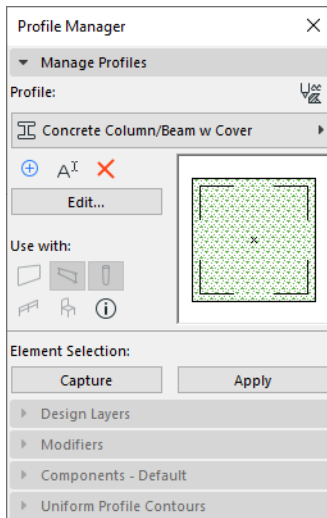 Profile Manager
Manage Profiles
Profile:
Concrete Column/Beam w Cover
Edit...
Use with:
Element Selection:
Capture Apply
Design Layers
Modifiers
Components - Default
Uniform Profile Contours